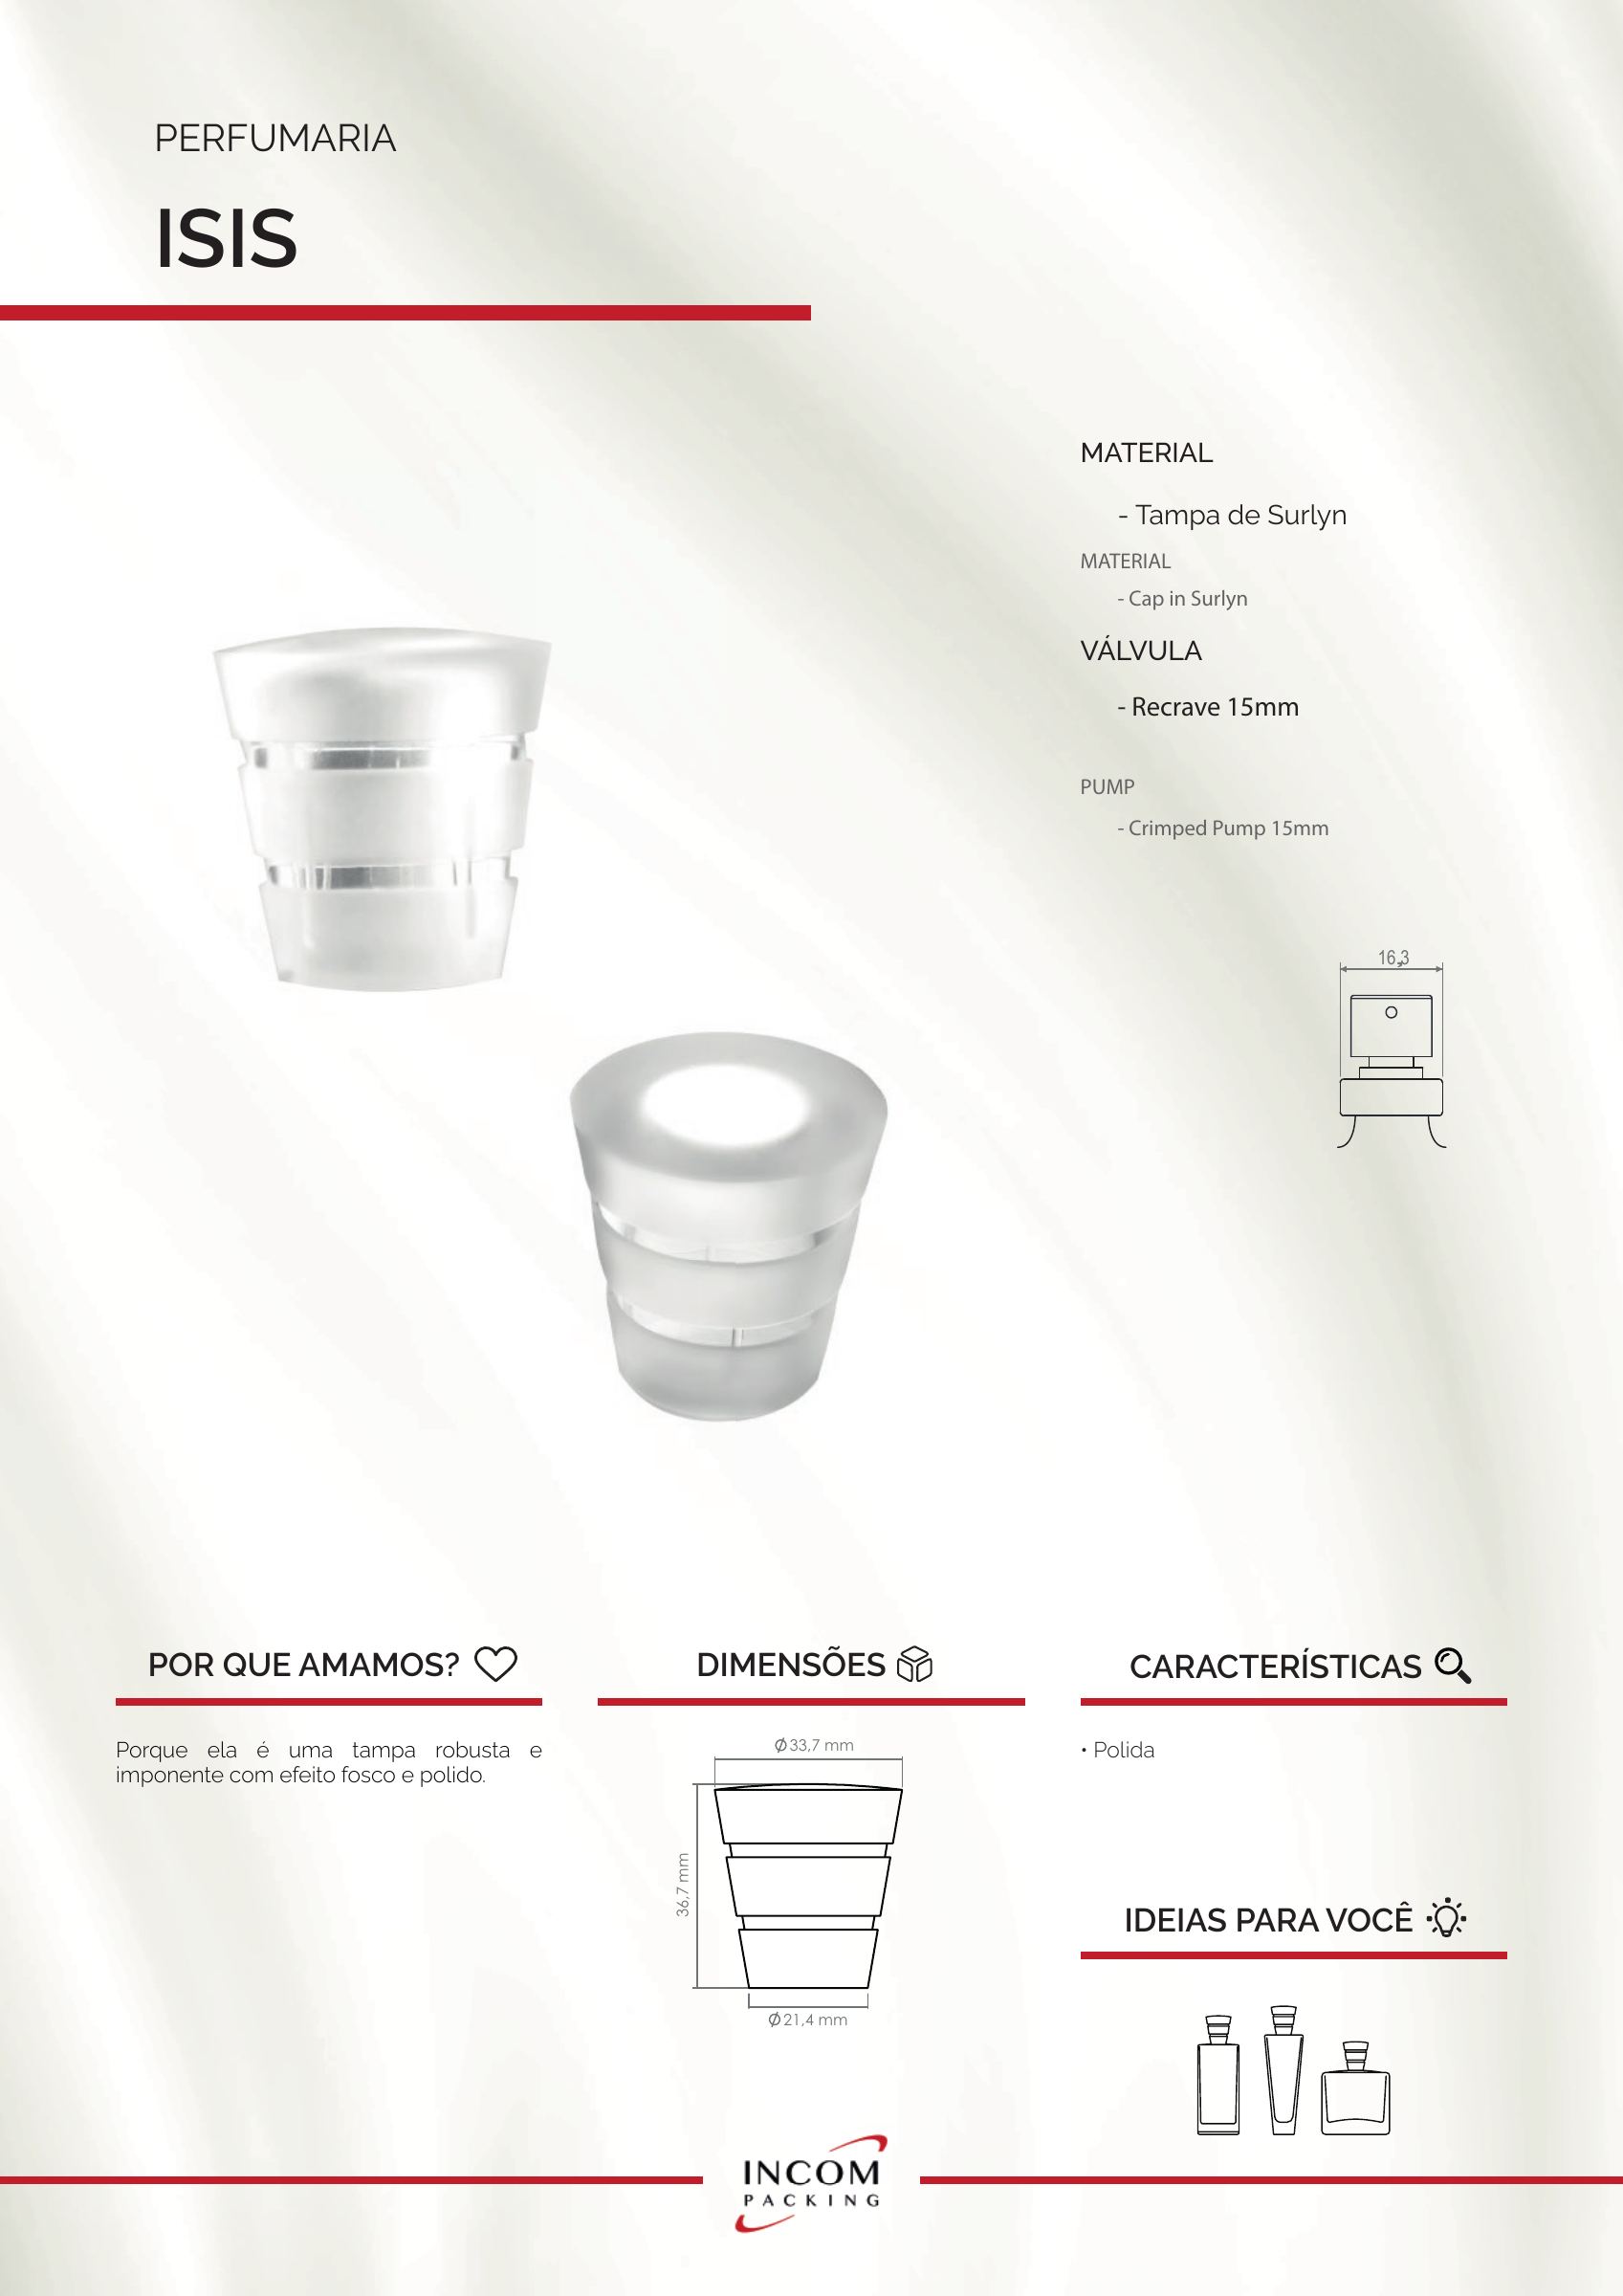 PERFUMARIA
ISIS
MATERIAL
- Tampa de Surlyn
MATERIAL
- Cap in Surlyn
VÁLVULA
- Recrave 15mm
PUMP
- Crimped Pump 15mm
16,3
POR QUE AMAMOS?
Porque ela é uma tampa robusta e
imponente com efeito fosco e polido.
DIMENSÕES
Ø33,7 mm
36,7 mm
Ø21,4 mm
CARACTERÍSTICAS
• Polida
IDEIAS PARA VOCÊ
INCOM
PACKING